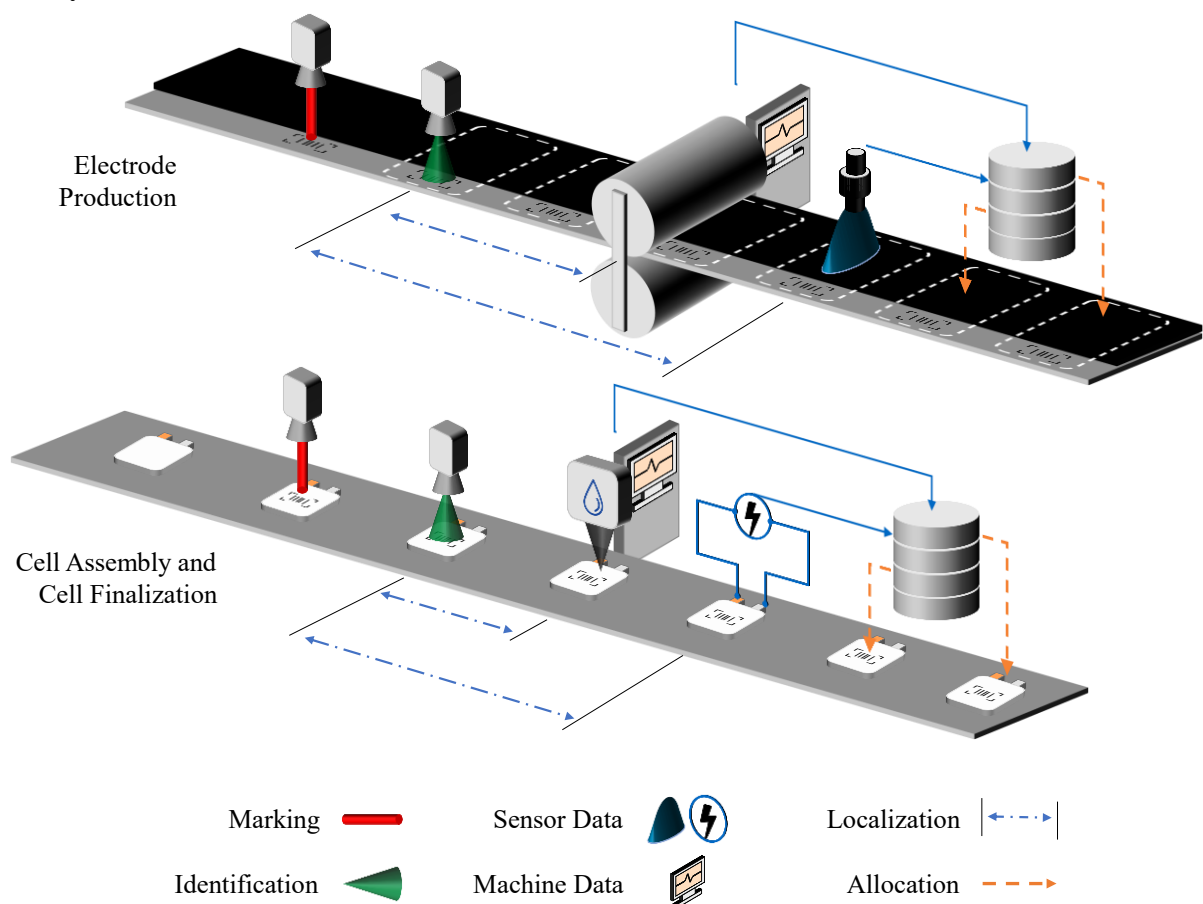 Electrode
Production
Cell Assembly and
Cell Finalization
Marking
Sensor Data
Localization
Identification
Machine Data
Allocation